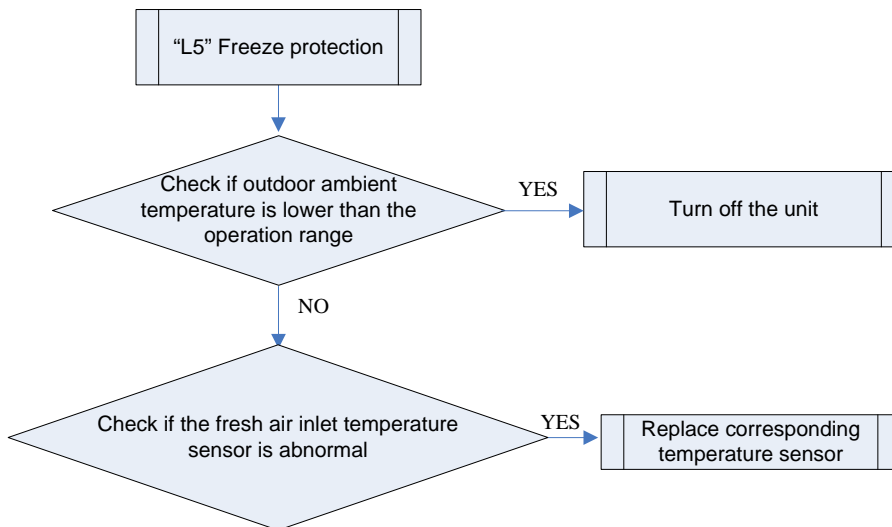 “L5” Freeze protection
Check if outdoor ambient
temperature is lower than the
operation range
YES
Turn off the unit
NO
Check if the fresh air inlet temperature
sensor is abnormal
YES
Replace corresponding
temperature sensor